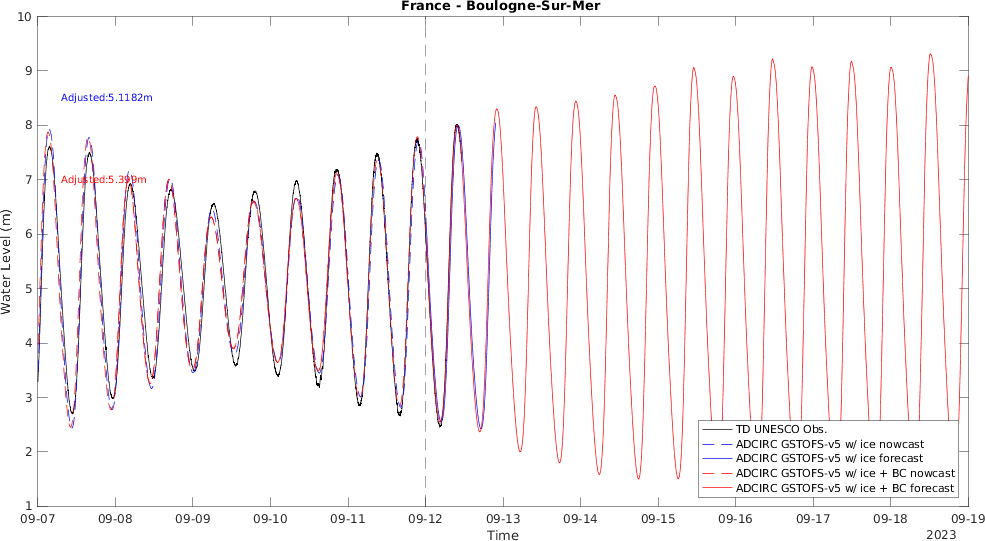 France - Boulogne-Sur-Mer
Water Level (m)
10
9
8
7
6
5
4
3
2
1
Adjusted:5.1182m
Adjusted:5.399m
TD UNESCO Obs.
ADCIRC GSTOFS-v5 w/ ice nowcast
ADCIRC GSTOFS-v5 w/ ice forecast
ADCIRC GSTOFS-v5 w/ ice + BC nowcast
ADCIRC GSTOFS-v5 w/ ice + BC forecast
09-07 09-08 09-09 09-10 09-11 09-12 09-13 09-14 09-15 09-16 09-17 09-18 09-19
Time
2023